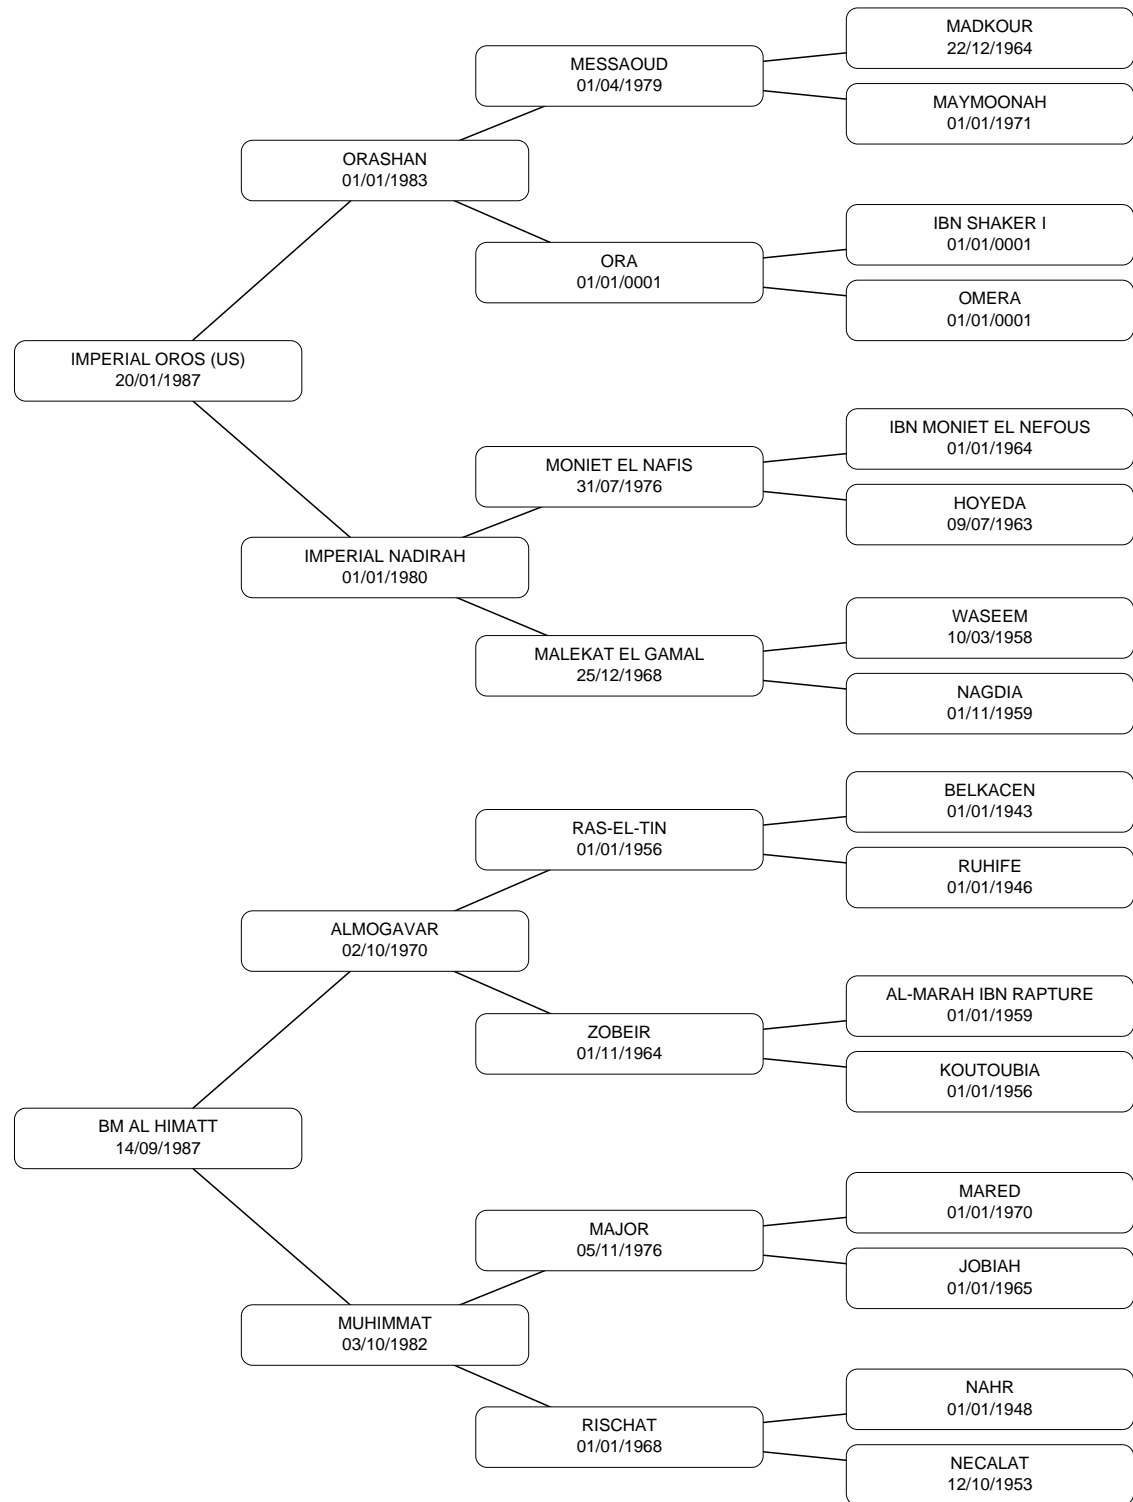 MADKOUR
22/12/1964
MESSAOUD
01/04/1979
MAYMOONAH
01/01/1971
ORASHAN
01/01/1983
IBN SHAKER I
01/01/0001
ORA
01/01/0001
OMERA
01/01/0001
IMPERIAL OROS (US)
20/01/1987
IBN MONIET EL NEFOUS
01/01/1964
MONIET EL NAFIS
31/07/1976
HOYEDA
09/07/1963
IMPERIAL NADIRAH
01/01/1980
WASEEM
10/03/1958
MALEKAT EL GAMAL
25/12/1968
NAGDIA
01/11/1959
BELKACEN
01/01/1943
RAS-EL-TIN
01/01/1956
RUHIFE
01/01/1946
ALMOGAVAR
02/10/1970
AL-MARAH IBN RAPTURE
01/01/1959
ZOBEIR
01/11/1964
KOUTOUBIA
01/01/1956
BM AL HIMATT
14/09/1987
MARED
01/01/1970
MAJOR
05/11/1976
JOBIAH
01/01/1965
MUHIMMAT
03/10/1982
NAHR
01/01/1948
RISCHAT
01/01/1968
NECALAT
12/10/1953